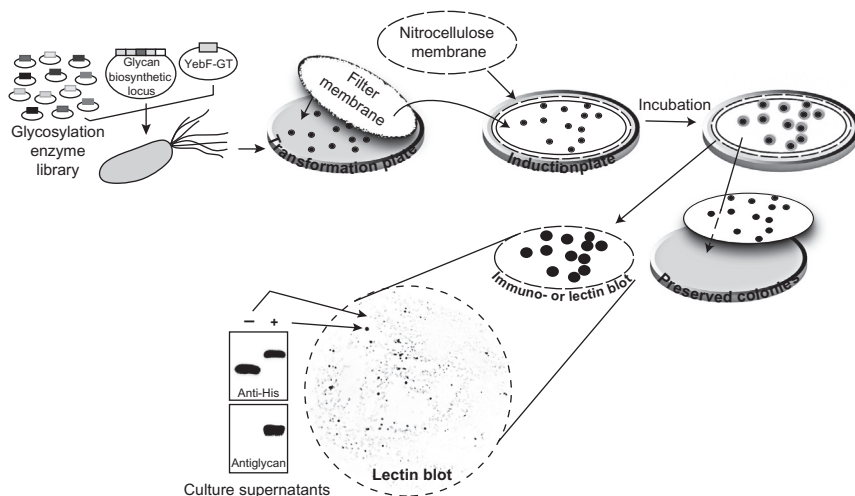 Nitrocellulose
membrane
Glycan
biosynthetic
locus
YebF-GT
Glycosylation
enzyme
library
Filter
membrane
Transformation plate
Inductionplate
Incubation
Immuno- or lectin blot
Preserved colonies
– +
Anti-His
Antiglycan
Culture supernatants
Lectin blot